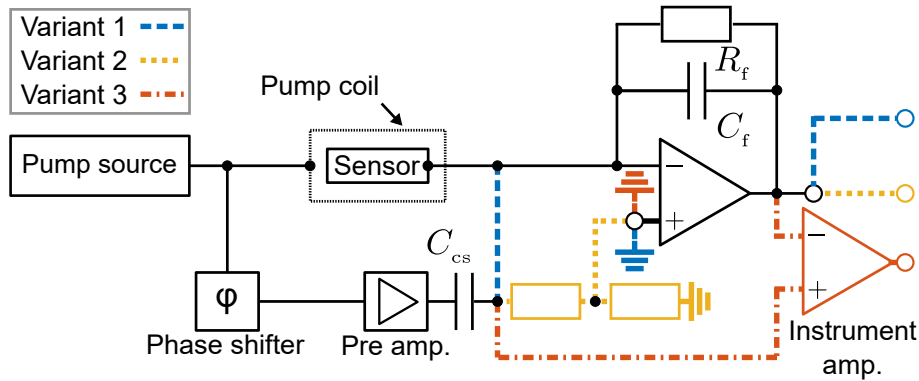 Variant 1
Variant 2
Variant 3
Pump coil
Pump source
Sensor
R_f
C_f
−
+
C_cs
φ
Phase shifter
Pre amp.
−
+
Instrument
amp.